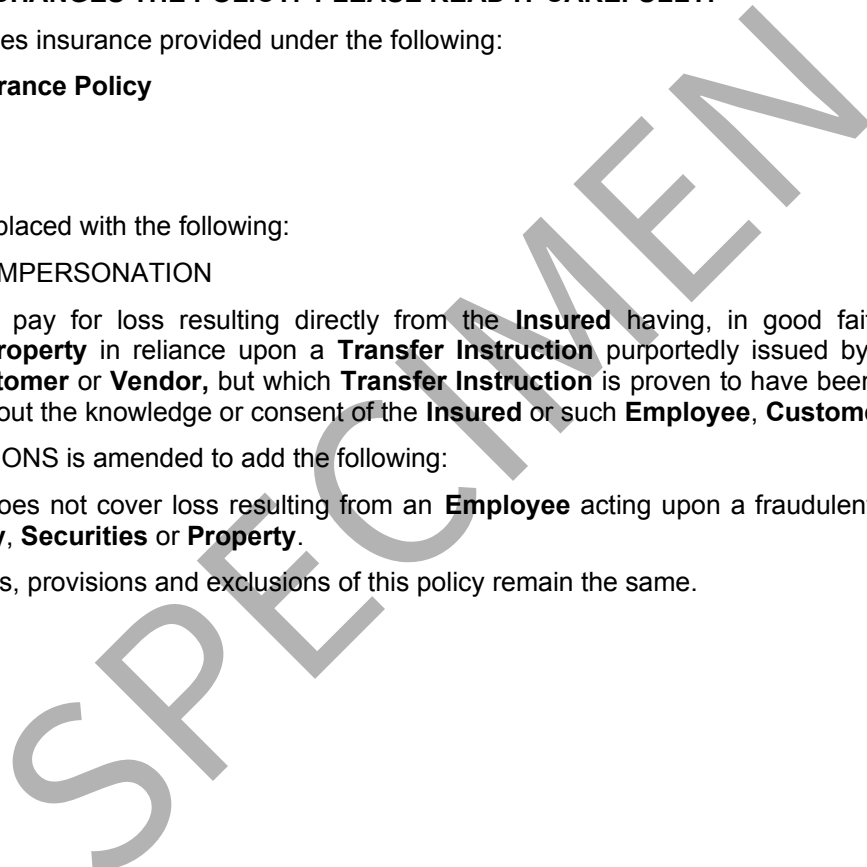 CHANGES THE POLICY. PLEASE READ IT CAREFULLY.
es insurance provided under the following:
rance Policy
placed with the following:
MPERSONATION
pay for loss resulting directly from the Insured having, in good fai
roperty in reliance upon a Transfer Instruction purportedly issued by
tomer or Vendor, but which Transfer Instruction is proven to have been
out the knowledge or consent of the Insured or such Employee, Custome
IONS is amended to add the following:
oes not cover loss resulting from an Employee acting upon a fraudulent
y, Securities or Property.
s, provisions and exclusions of this policy remain the same.
SPECIMEN